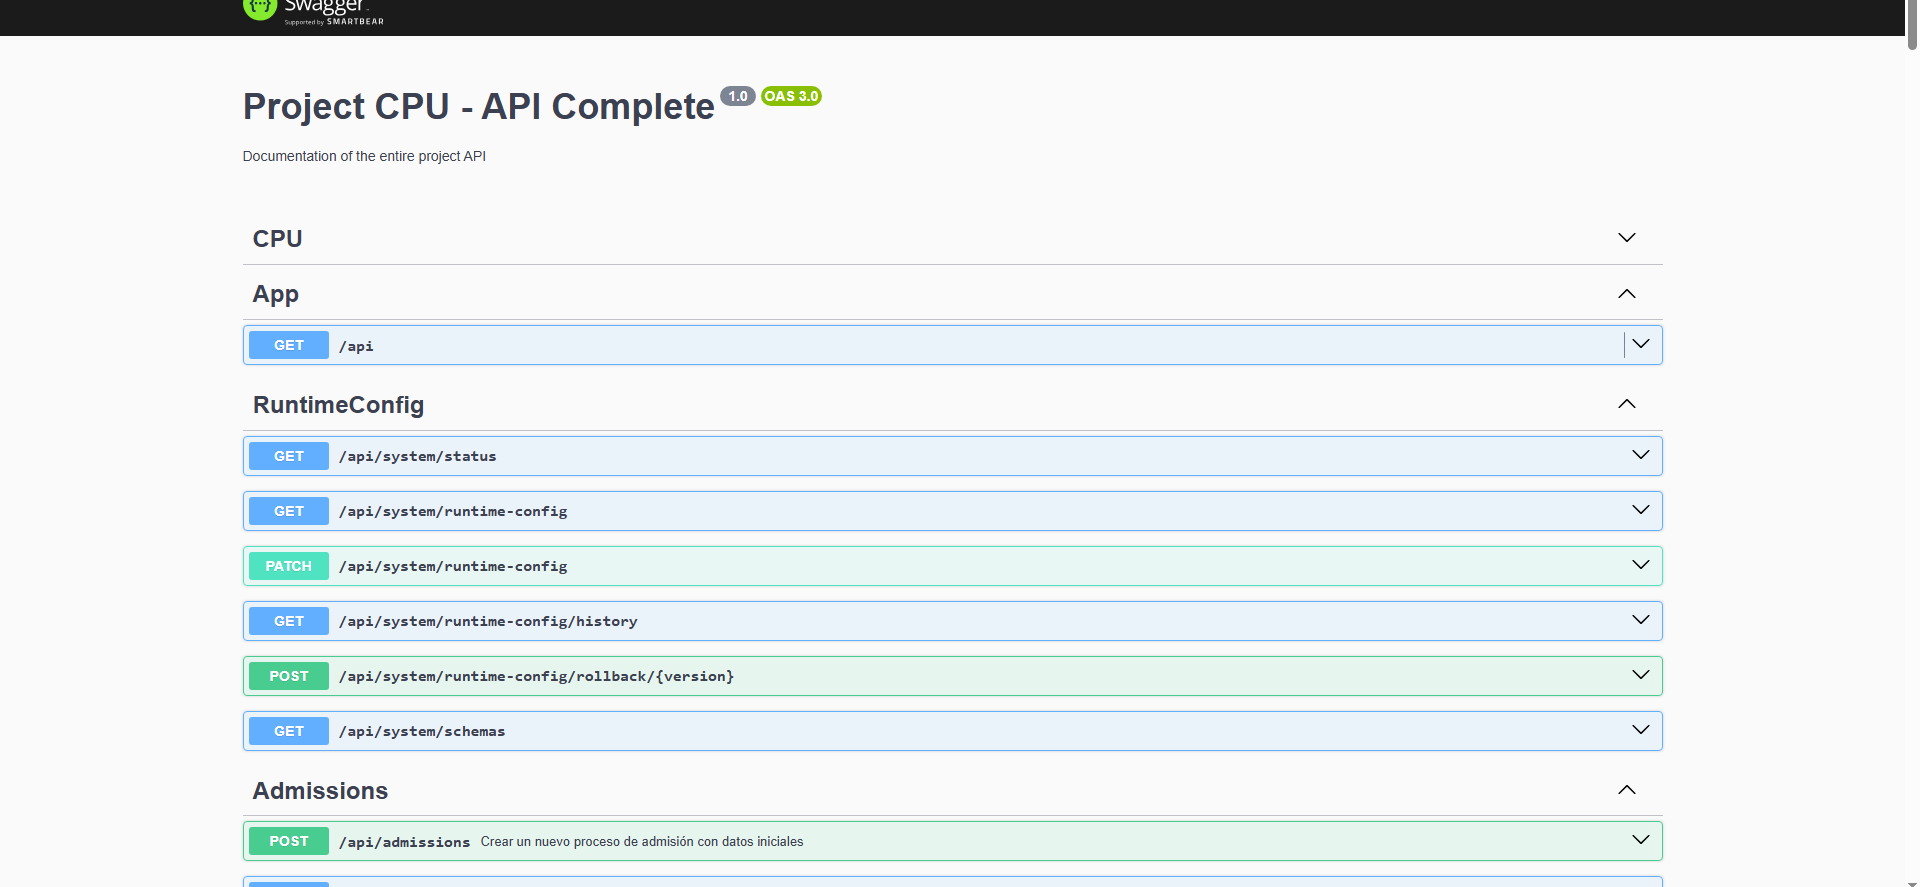 Swagger
Supported by SMARTBEAR
Project CPU - API Complete 1.0 OAS 3.0
Documentation of the entire project API
CPU
App
GET /api
RuntimeConfig
GET /api/system/status
GET /api/system/runtime-config
PATCH /api/system/runtime-config
GET /api/system/runtime-config/history
POST /api/system/runtime-config/rollback/{version}
GET /api/system/schemas
Admissions
POST /api/admissions Crear un nuevo proceso de admisión con datos iniciales